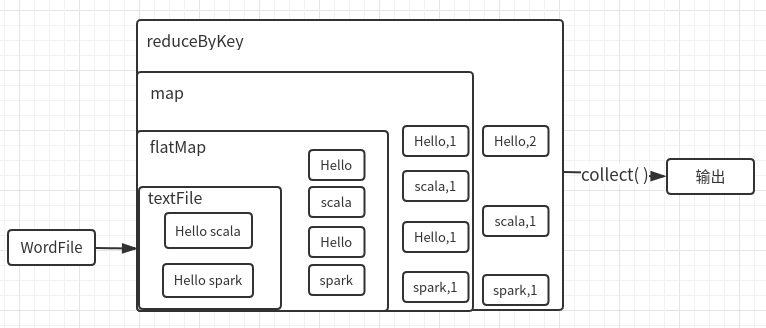 reduceByKey
map
flatMap
textFile
Hello scala
Hello spark
WordFile
Hello
scala
Hello
spark
Hello,1
scala,1
Hello,1
spark,1
Hello,2
scala,1
spark,1
collect( )
输出